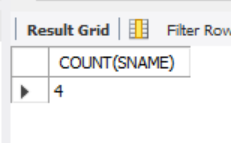 Result Grid Filter Row
COUNT(SNAME)
4